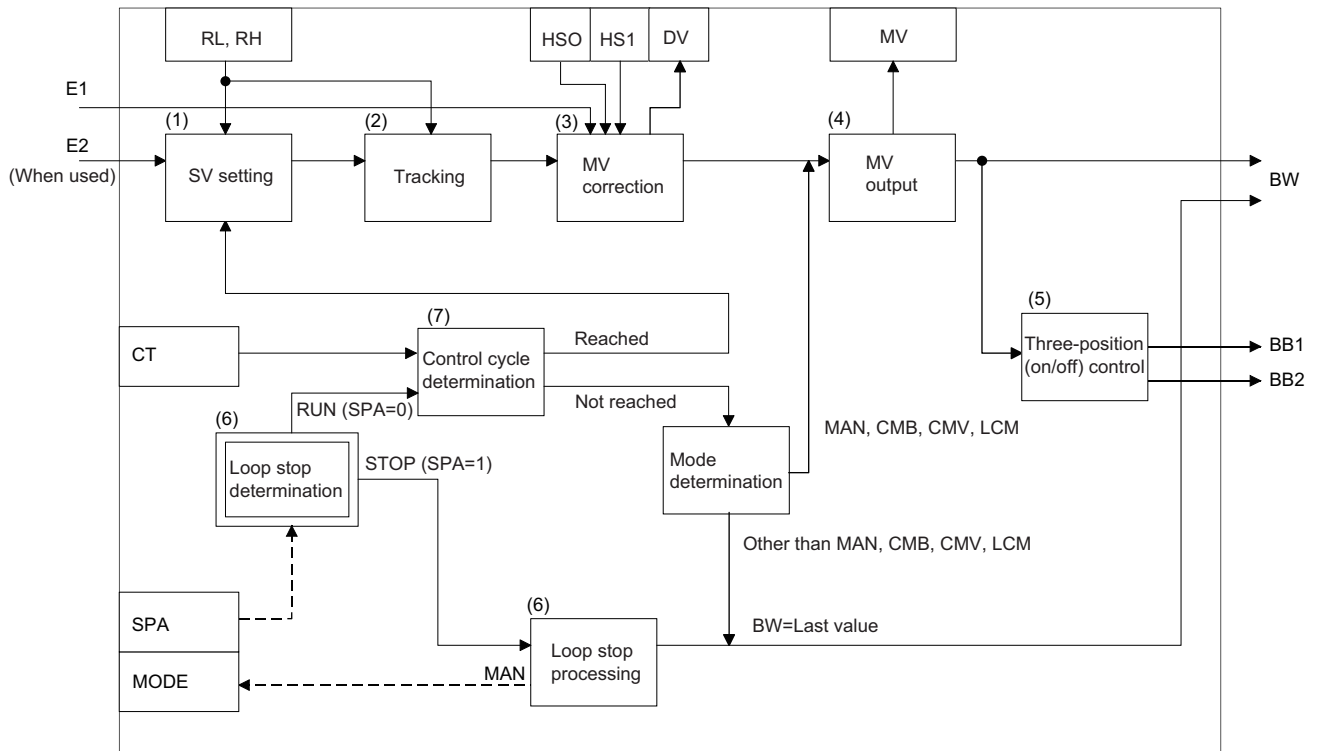 RL, RH
HSO
HS1
DV
MV
E1
(1)
(2)
(3)
(4)
E2
(When used)
SV setting
Tracking
MV
correction
MV
output
BW
(5)
(7)
CT
Control cycle
determination
Reached
Three-position
(on/off) control
BB1
BB2
Not reached
RUN (SPA=0)
(6)
MAN, CMB, CMV, LCM
Loop stop
determination
STOP (SPA=1)
Mode
determination
Other than MAN, CMB, CMV, LCM
(6)
SPA
BW=Last value
Loop stop
processing
MODE
MAN